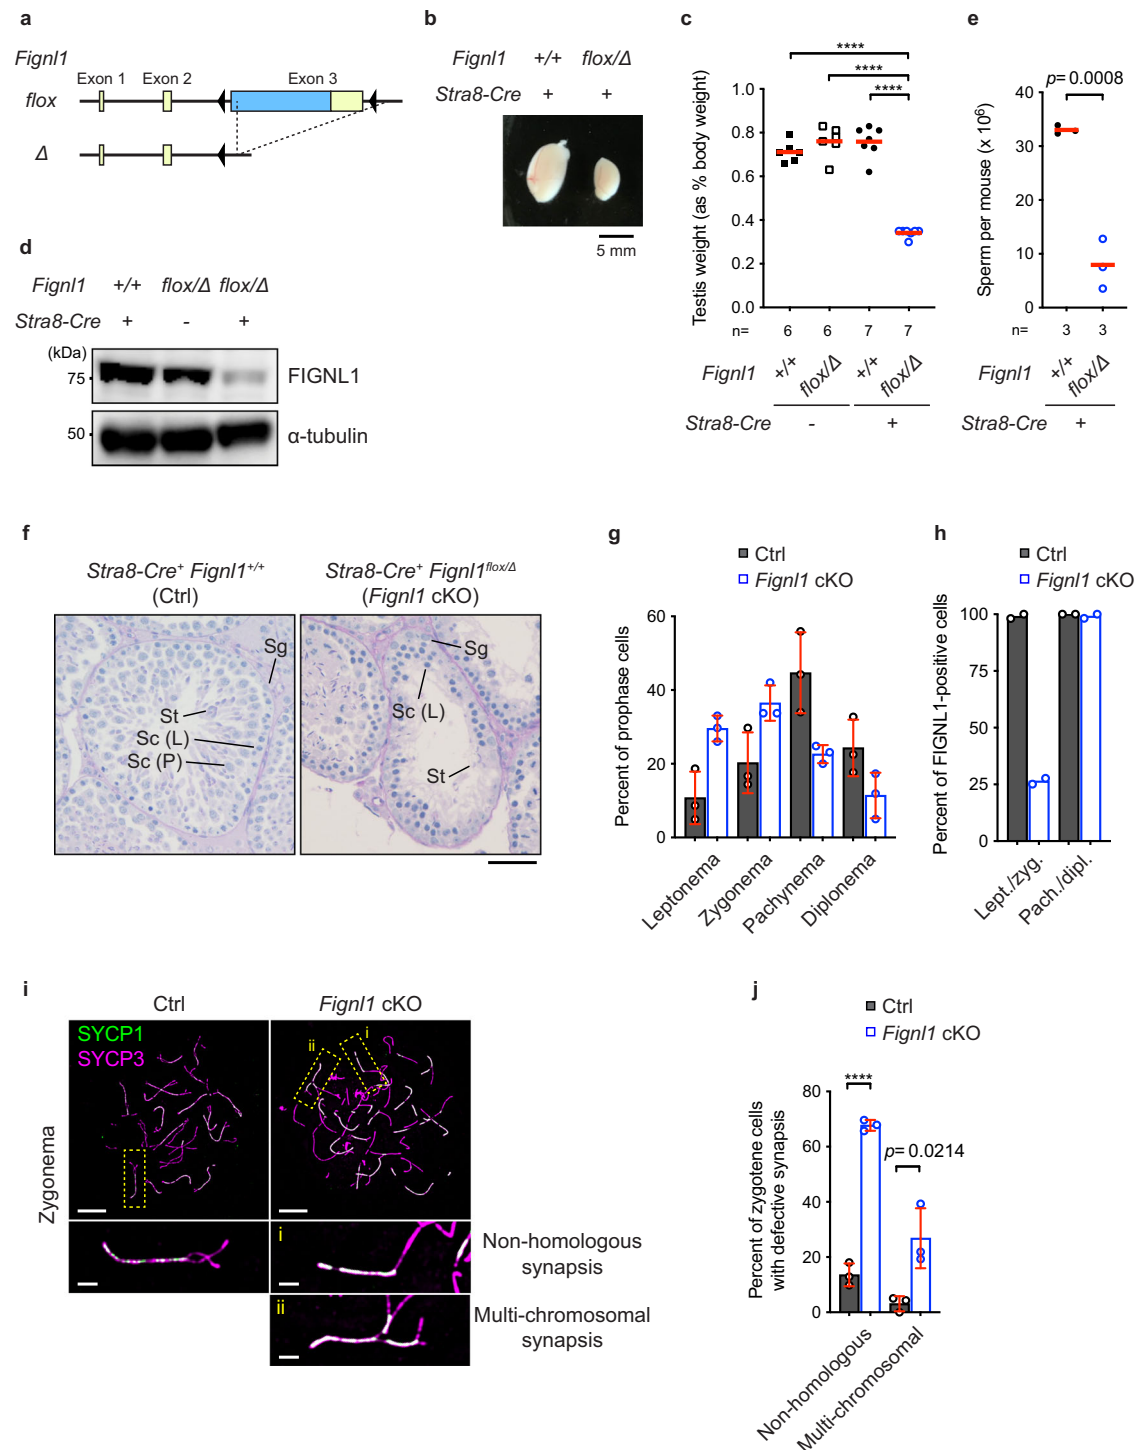 a
Fignl1
Exon 1 Exon 2 Exon 3
flox
Δ
b
Fignl1 +/+ flox/Δ
Stra8-Cre + +
5 mm
c
Testis weight (as % body weight)
**** 
****
****
1.0
0.8
0.6
0.4
0.2
0.0
n= 6 6 7 7
Fignl1 +/+ flox/Δ +/+ flox/Δ
Stra8-Cre - +
d
Fignl1 +/+ flox/Δ flox/Δ
Stra8-Cre + - +
(kDa)
75 FIGNL1
50 α-tubulin
e
p= 0.0008
Sperm per mouse (x 10⁶)
40
30
20
10
0
n= 3 3
Fignl1 +/+ flox/Δ
Stra8-Cre +
f
Stra8-Cre⁺ Fignl1⁺/⁺
(Ctrl)
Stra8-Cre⁺ Fignl1flox/Δ
(Fignl1 cKO)
Sg
St
Sc (L)
Sc (P)
Sg
Sc (L)
St
g
Ctrl
Fignl1 cKO
Percent of prophase cells
60
40
20
0
Leptonema Zygonema Pachynema Diplonema
h
Ctrl
Fignl1 cKO
Percent of FIGNL1-positive cells
100
75
50
25
0
Lept./zyg. Pach./dipl.
i
Ctrl Fignl1 cKO
SYCP1
SYCP3
i
ii
Zygonema
i
Non-homologous
synapsis
ii
Multi-chromosomal
synapsis
j
Ctrl
Fignl1 cKO
Percent of zygotene cells
with defective synapsis
****
p= 0.0214
80
60
40
20
0
Non-homologous Multi-chromosomal